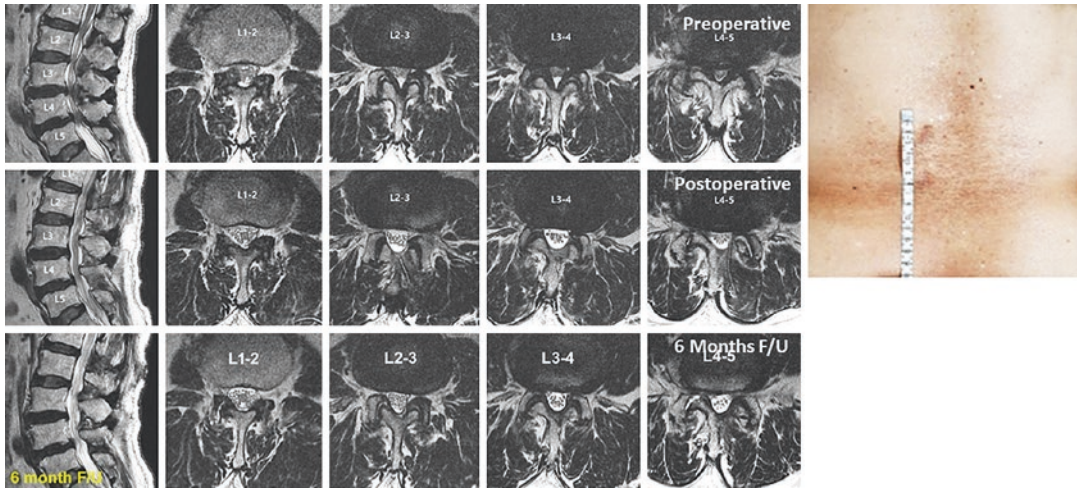 L1
L2
L3
L4
L5
L1-2
L2-3
L3-4
Preoperative
L4-5
L1
L2
L3
L4
L5
L1-2
L2-3
L3-4
Postoperative
L4-5
6 month F/U
L1-2
L2-3
L3-4
6 Months F/U
L4-5